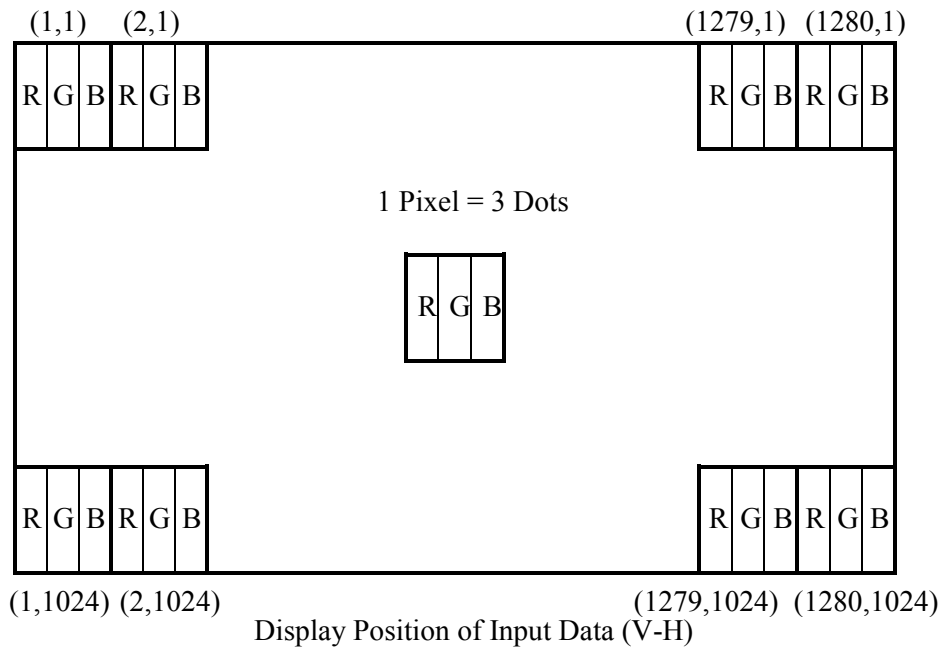 (1,1) (2,1) (1279,1) (1280,1)
R G B R G B R G B R G B
1 Pixel = 3 Dots
R G B
R G B R G B R G B R G B
(1,1024) (2,1024) (1279,1024) (1280,1024)
Display Position of Input Data (V-H)